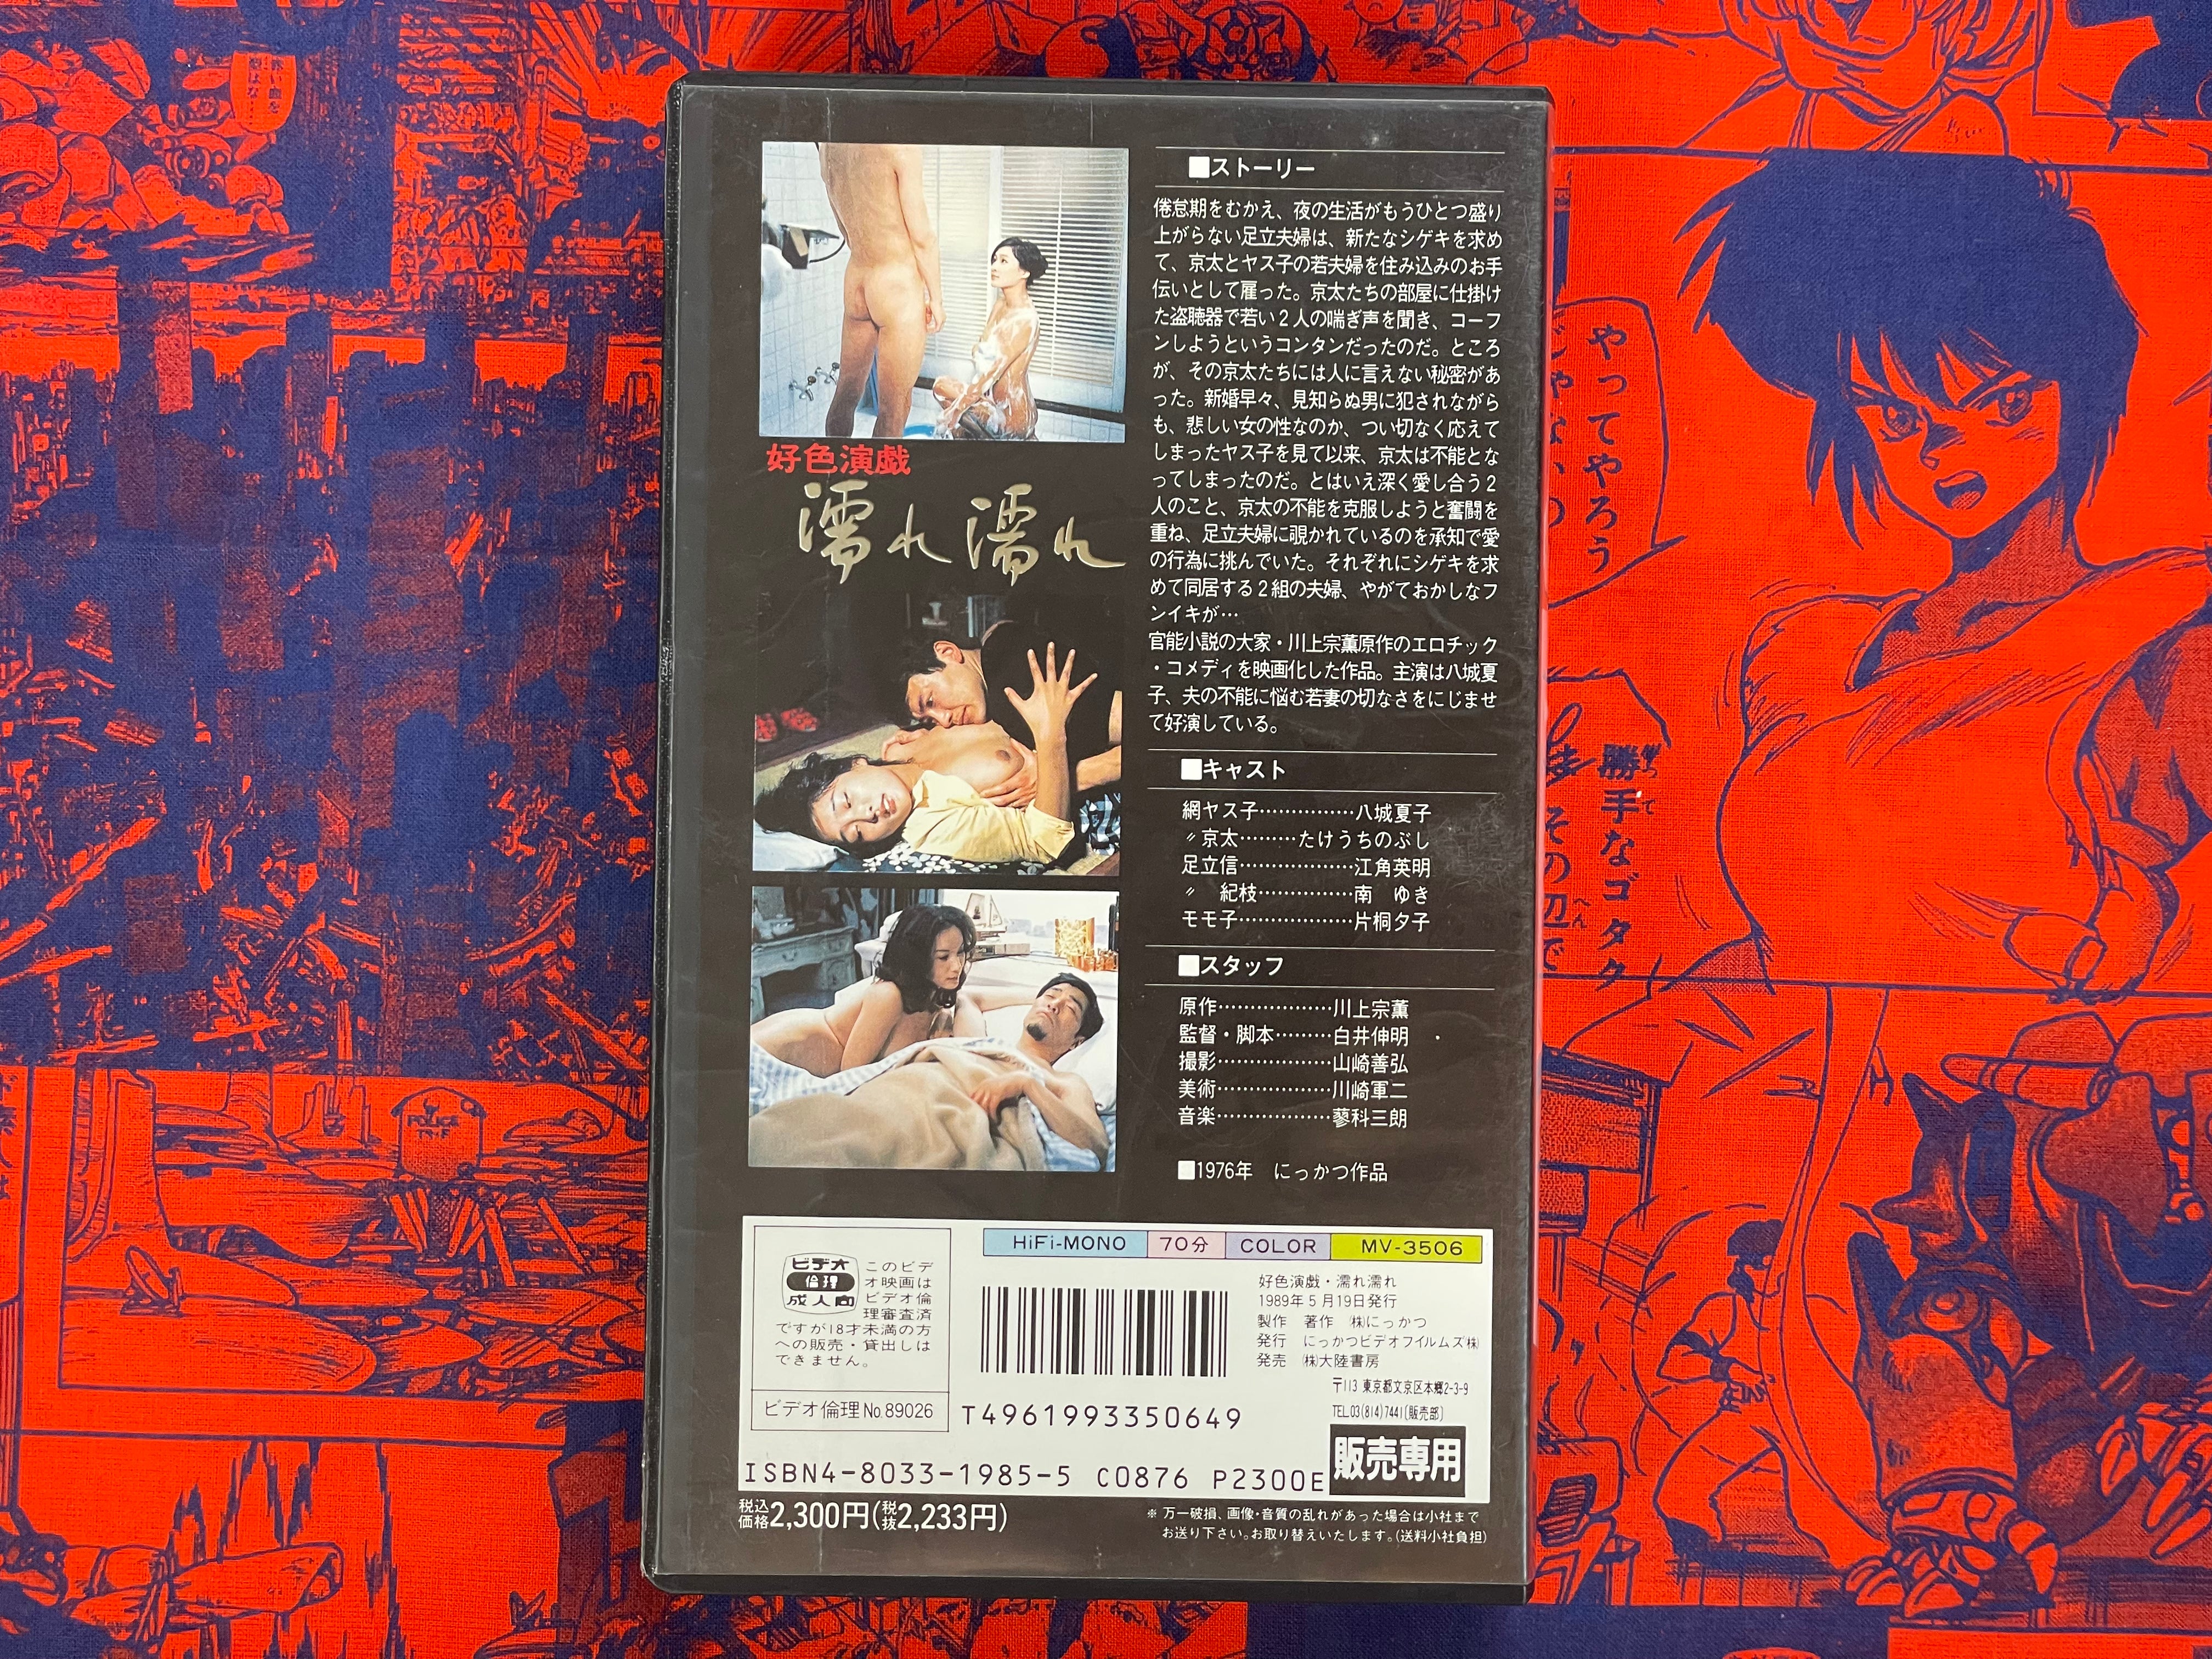 ■ストーリー
倦怠期をむかえ、夜の生活がもうひとつ盛り
上がらない足立夫婦は、新たなシゲキを求め
て、京太とヤス子の若夫婦を住み込みのお手
伝いとして雇った。京太たちの部屋に仕掛け
た盗聴器で若い2人の喘ぎ声を聞き、コーフ
ンしようというコンタンだったのだ。ところ
が、その京太たちには人に言えない秘密があ
った。新婚早々、見知らぬ男に犯されながら
も、悲しい女の性なのか、つい切なく応えて
しまったヤス子を見て以来、京太は不能とな
ってしまったのだ。とはいえ深く愛し合う2
人のこと、京太の不能を克服しようと奮闘を
重ね、足立夫婦に覗かれているのを承知で愛
の行為に挑んでいた。それぞれにシゲキを求
めて同居する2組の夫婦、やがておかしなフ
ンイキが…
官能小説の大家・川上宗薫原作のエロチック
・コメディを映画化した作品。主演は八城夏
子、夫の不能に悩む若妻の切なさをにじませ
て好演している。
好色演戯
濡れ濡れ
■キャスト
網ヤス子……………八城夏子
〃京太………たけうちのぶし
足立信………………江角英明
〃　紀枝……………南　ゆき
モモ子………………片桐夕子
■スタッフ
原作………………川上宗薫
監督・脚本………白井伸明
撮影………………山崎善弘
美術………………川崎軍二
音楽………………蓼科三朗
■1976年　にっかつ作品
ビデオ
倫理
成人向
このビデ
オ映画は
ビデオ倫
理審査済
ですが18才未満の方
への販売・貸出しは
できません。
ビデオ倫理No.89026
HiFi-MONO 70分 COLOR MV-3506
T4961993350649
好色演戯・濡れ濡れ
1989年5月19日発行
製作　著作　㈱にっかつ
発行　にっかつビデオフイルムズ㈱
発売　㈱大陸書房
〒113 東京都文京区本郷2-3-9
TEL.03(814)7441(販売部)
販売専用
ISBN4-8033-1985-5 C0876 P2300E
税込価格2,300円(税抜2,233円)
※ 万一破損、画像・音質の乱れがあった場合は小社まで
お送り下さい。お取り替えいたします。(送料小社負担)
やってやろう
じゃないの
勝手なゴタク
その辺で
POLICE